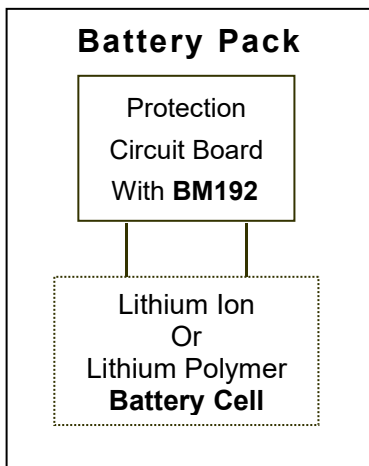 Battery Pack
Protection
Circuit Board
With BM192
Lithium Ion
Or
Lithium Polymer
Battery Cell